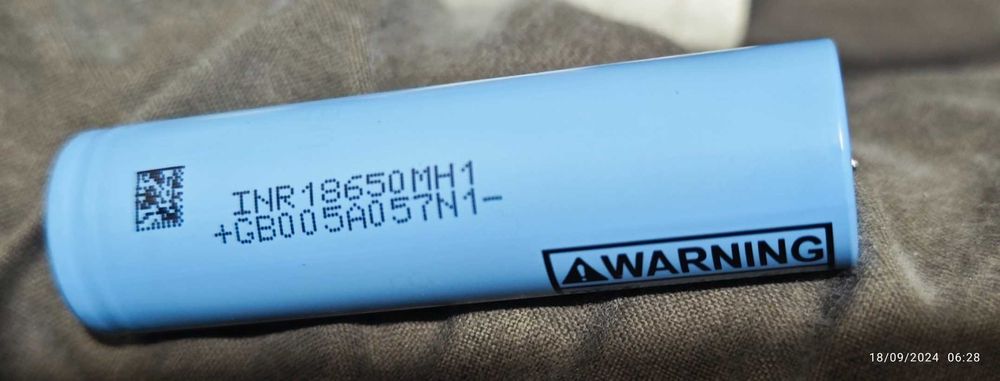 INR18650MH1
+GB005A057N1-
WARNING
18/09/2024 06:28